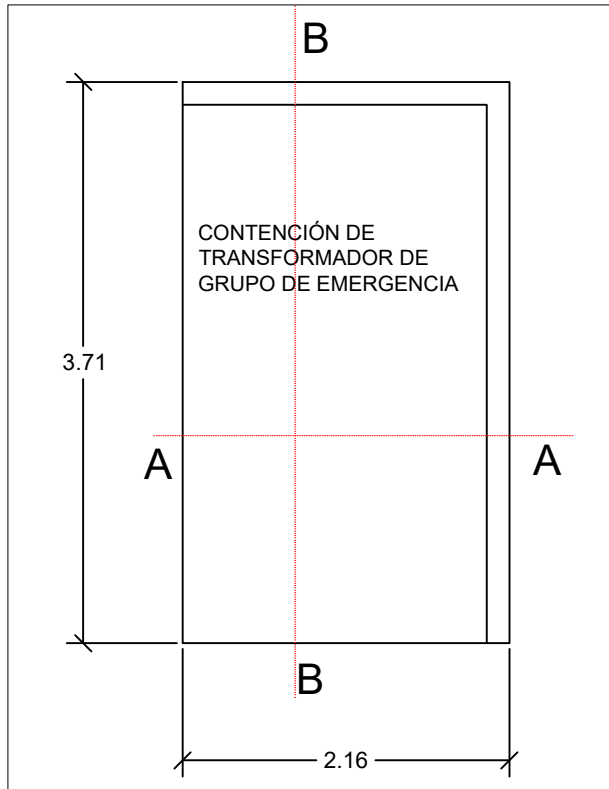 B
CONTENCIÓN DE
TRANSFORMADOR DE
GRUPO DE EMERGENCIA
3.71
A
A
B
2.16